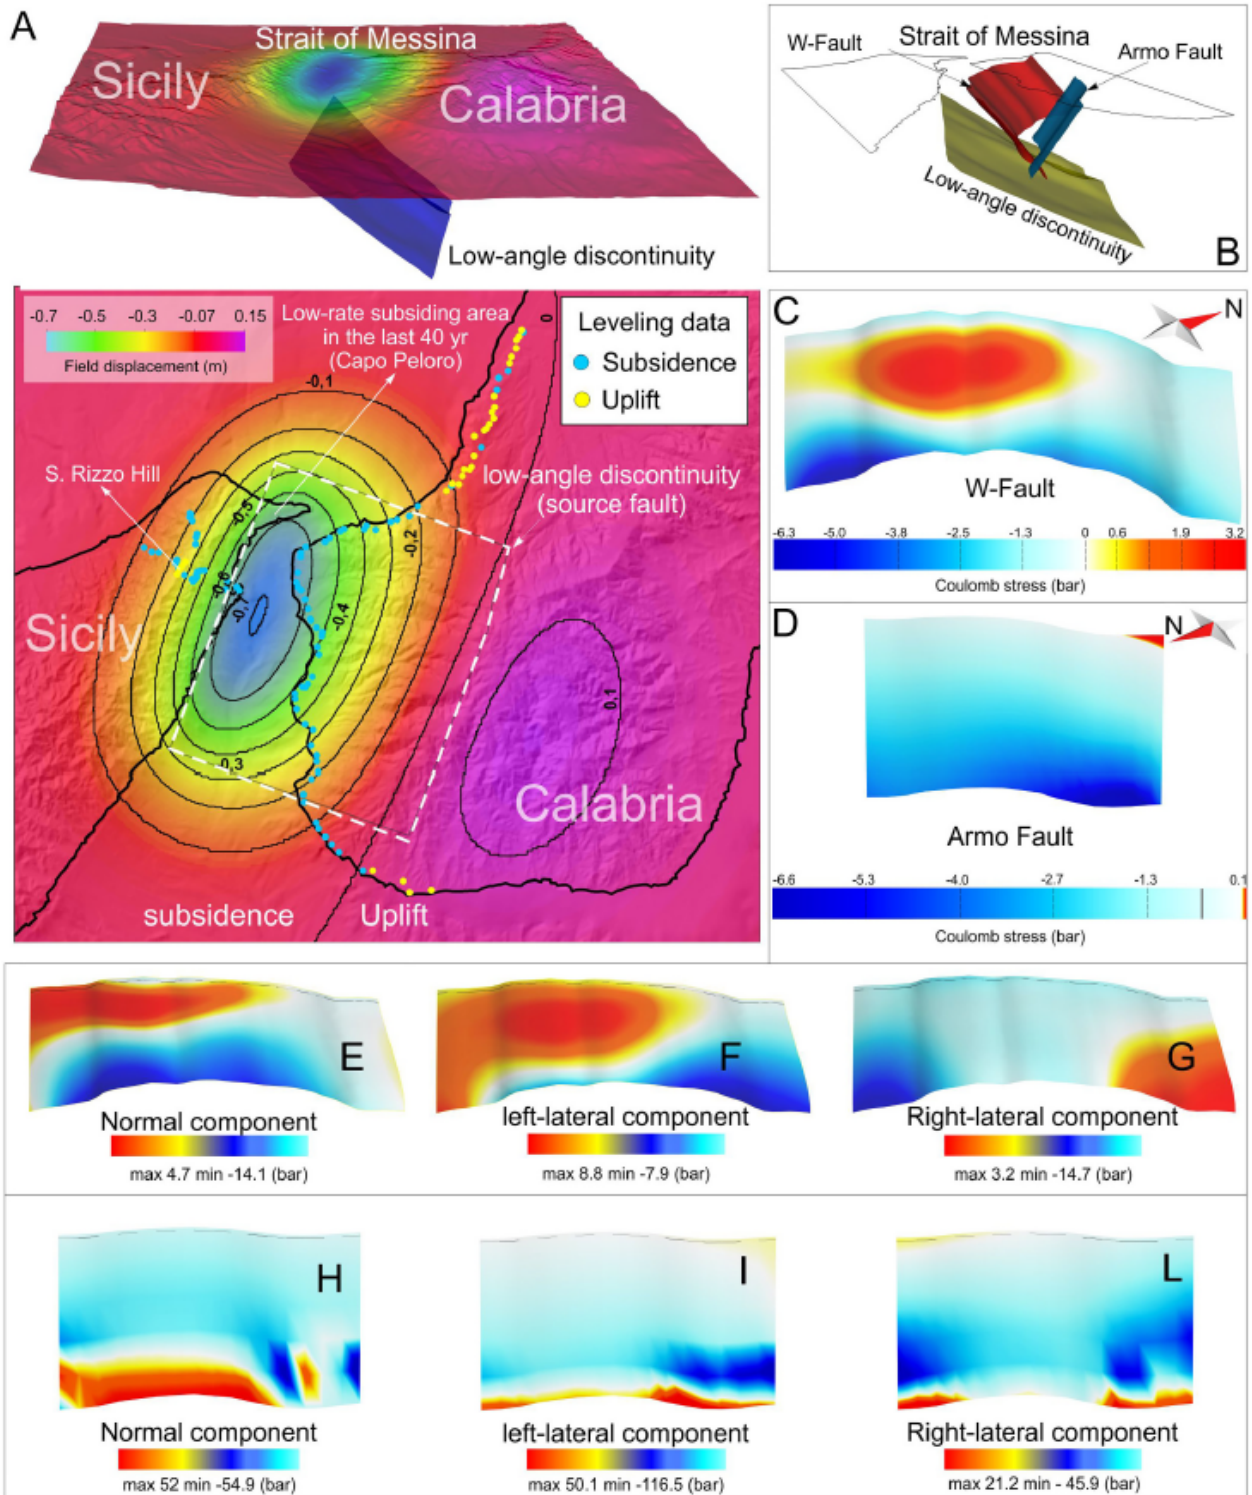 A
Strait of Messina
Sicily
Calabria
Low-angle discontinuity
W-Fault
Strait of Messina
Armo Fault
Low-angle
discontinuity
B
-0.7 -0.5 -0.3 -0.07 0.15
Field displacement (m)
Low-rate subsiding area
in the last 40 yr
(Capo Peloro)
0
Leveling data
Subsidence
Uplift
-0,1
S. Rizzo Hill
low-angle discontinuity
(source fault)
-0,5
-0,2
-0,6
-0,7
-0,4
Sicily
0,1
0,3
Calabria
subsidence
Uplift
C
N
W-Fault
-6.3 -5.0 -3.8 -2.5 -1.3 0 0.6 1.9 3.2
Coulomb stress (bar)
D
N
Armo Fault
-6.6 -5.3 -4.0 -2.7 -1.3 0.1
Coulomb stress (bar)
E
Normal component
max 4.7 min -14.1 (bar)
F
left-lateral component
max 8.8 min -7.9 (bar)
G
Right-lateral component
max 3.2 min -14.7 (bar)
H
Normal component
max 52 min -54.9 (bar)
I
left-lateral component
max 50.1 min -116.5 (bar)
L
Right-lateral component
max 21.2 min - 45.9 (bar)